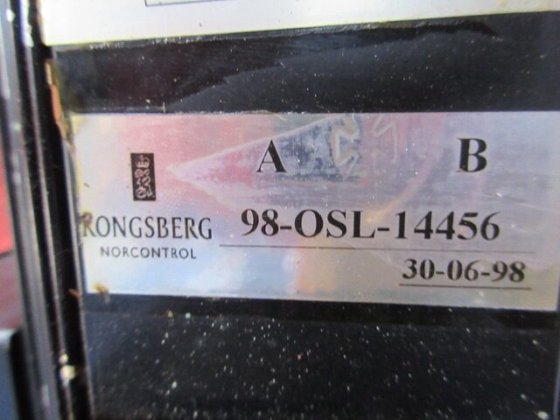 A B
KONGSBERG 98-OSL-14456
NORCONTROL
30-06-98